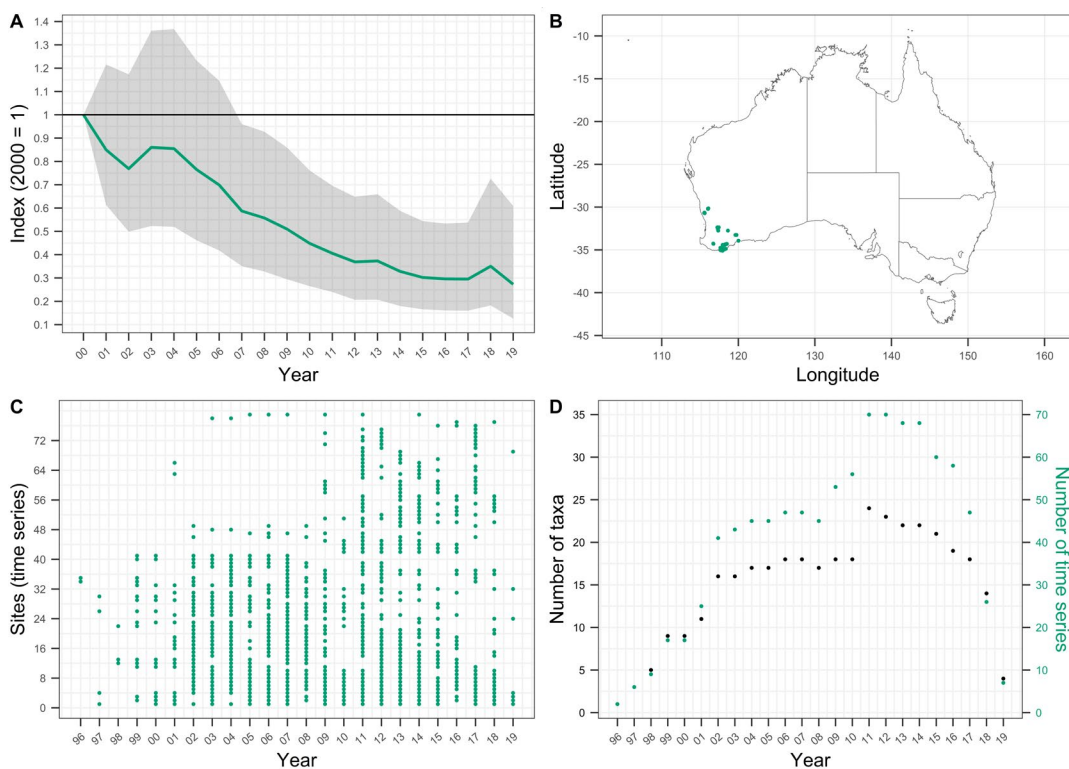 A
Index (2000 = 1)
1.4
1.3
1.2
1.1
1
0.9
0.8
0.7
0.6
0.5
0.4
0.3
0.2
0.1
00 01 02 03 04 05 06 07 08 09 10 11 12 13 14 15 16 17 18 19
Year
B
Latitude
-10
-15
-20
-25
-30
-35
-40
-45
110 120 130 140 150 160
Longitude
C
Sites (time series)
72
64
56
48
40
32
24
16
8
0
96 97 98 99 00 01 02 03 04 05 06 07 08 09 10 11 12 13 14 15 16 17 18 19
Year
D
Number of taxa
35
30
25
20
15
10
5
0
96 97 98 99 00 01 02 03 04 05 06 07 08 09 10 11 12 13 14 15 16 17 18 19
Year
70
60
50
40
30
20
10
0
Number of time series